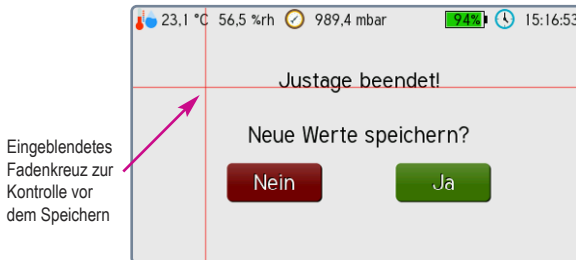 23,1 °C 56,5 %rh 989,4 mbar 94% 15:16:53
Justage beendet!
Neue Werte speichern?
Nein Ja
Eingeblendetes
Fadenkreuz zur
Kontrolle vor
dem Speichern